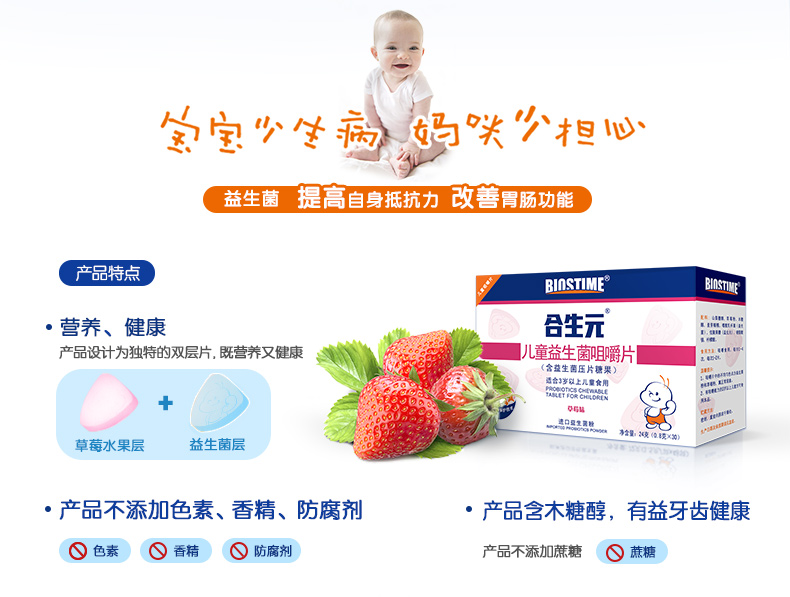 宝宝少生病 妈咪少担心
益生菌 提高自身抵抗力 改善胃肠功能
产品特点
• 营养、健康
产品设计为独特的双层片，既营养又健康
草莓水果层
+
益生菌层
BIOSTIME®
BIOSTIME®
合生元®
儿童益生菌咀嚼片
（含益生菌压片糖果）
适合3岁以上儿童食用
PROBIOTICS CHEWABLE
TABLET FOR CHILDREN
草莓味
进口益生菌粉
IMPORTED PROBIOTICS POWDER
净含量：24克（0.8克×30）
• 产品不添加色素、香精、防腐剂
色素 香精 防腐剂
• 产品含木糖醇，有益牙齿健康
产品不添加蔗糖 蔗糖